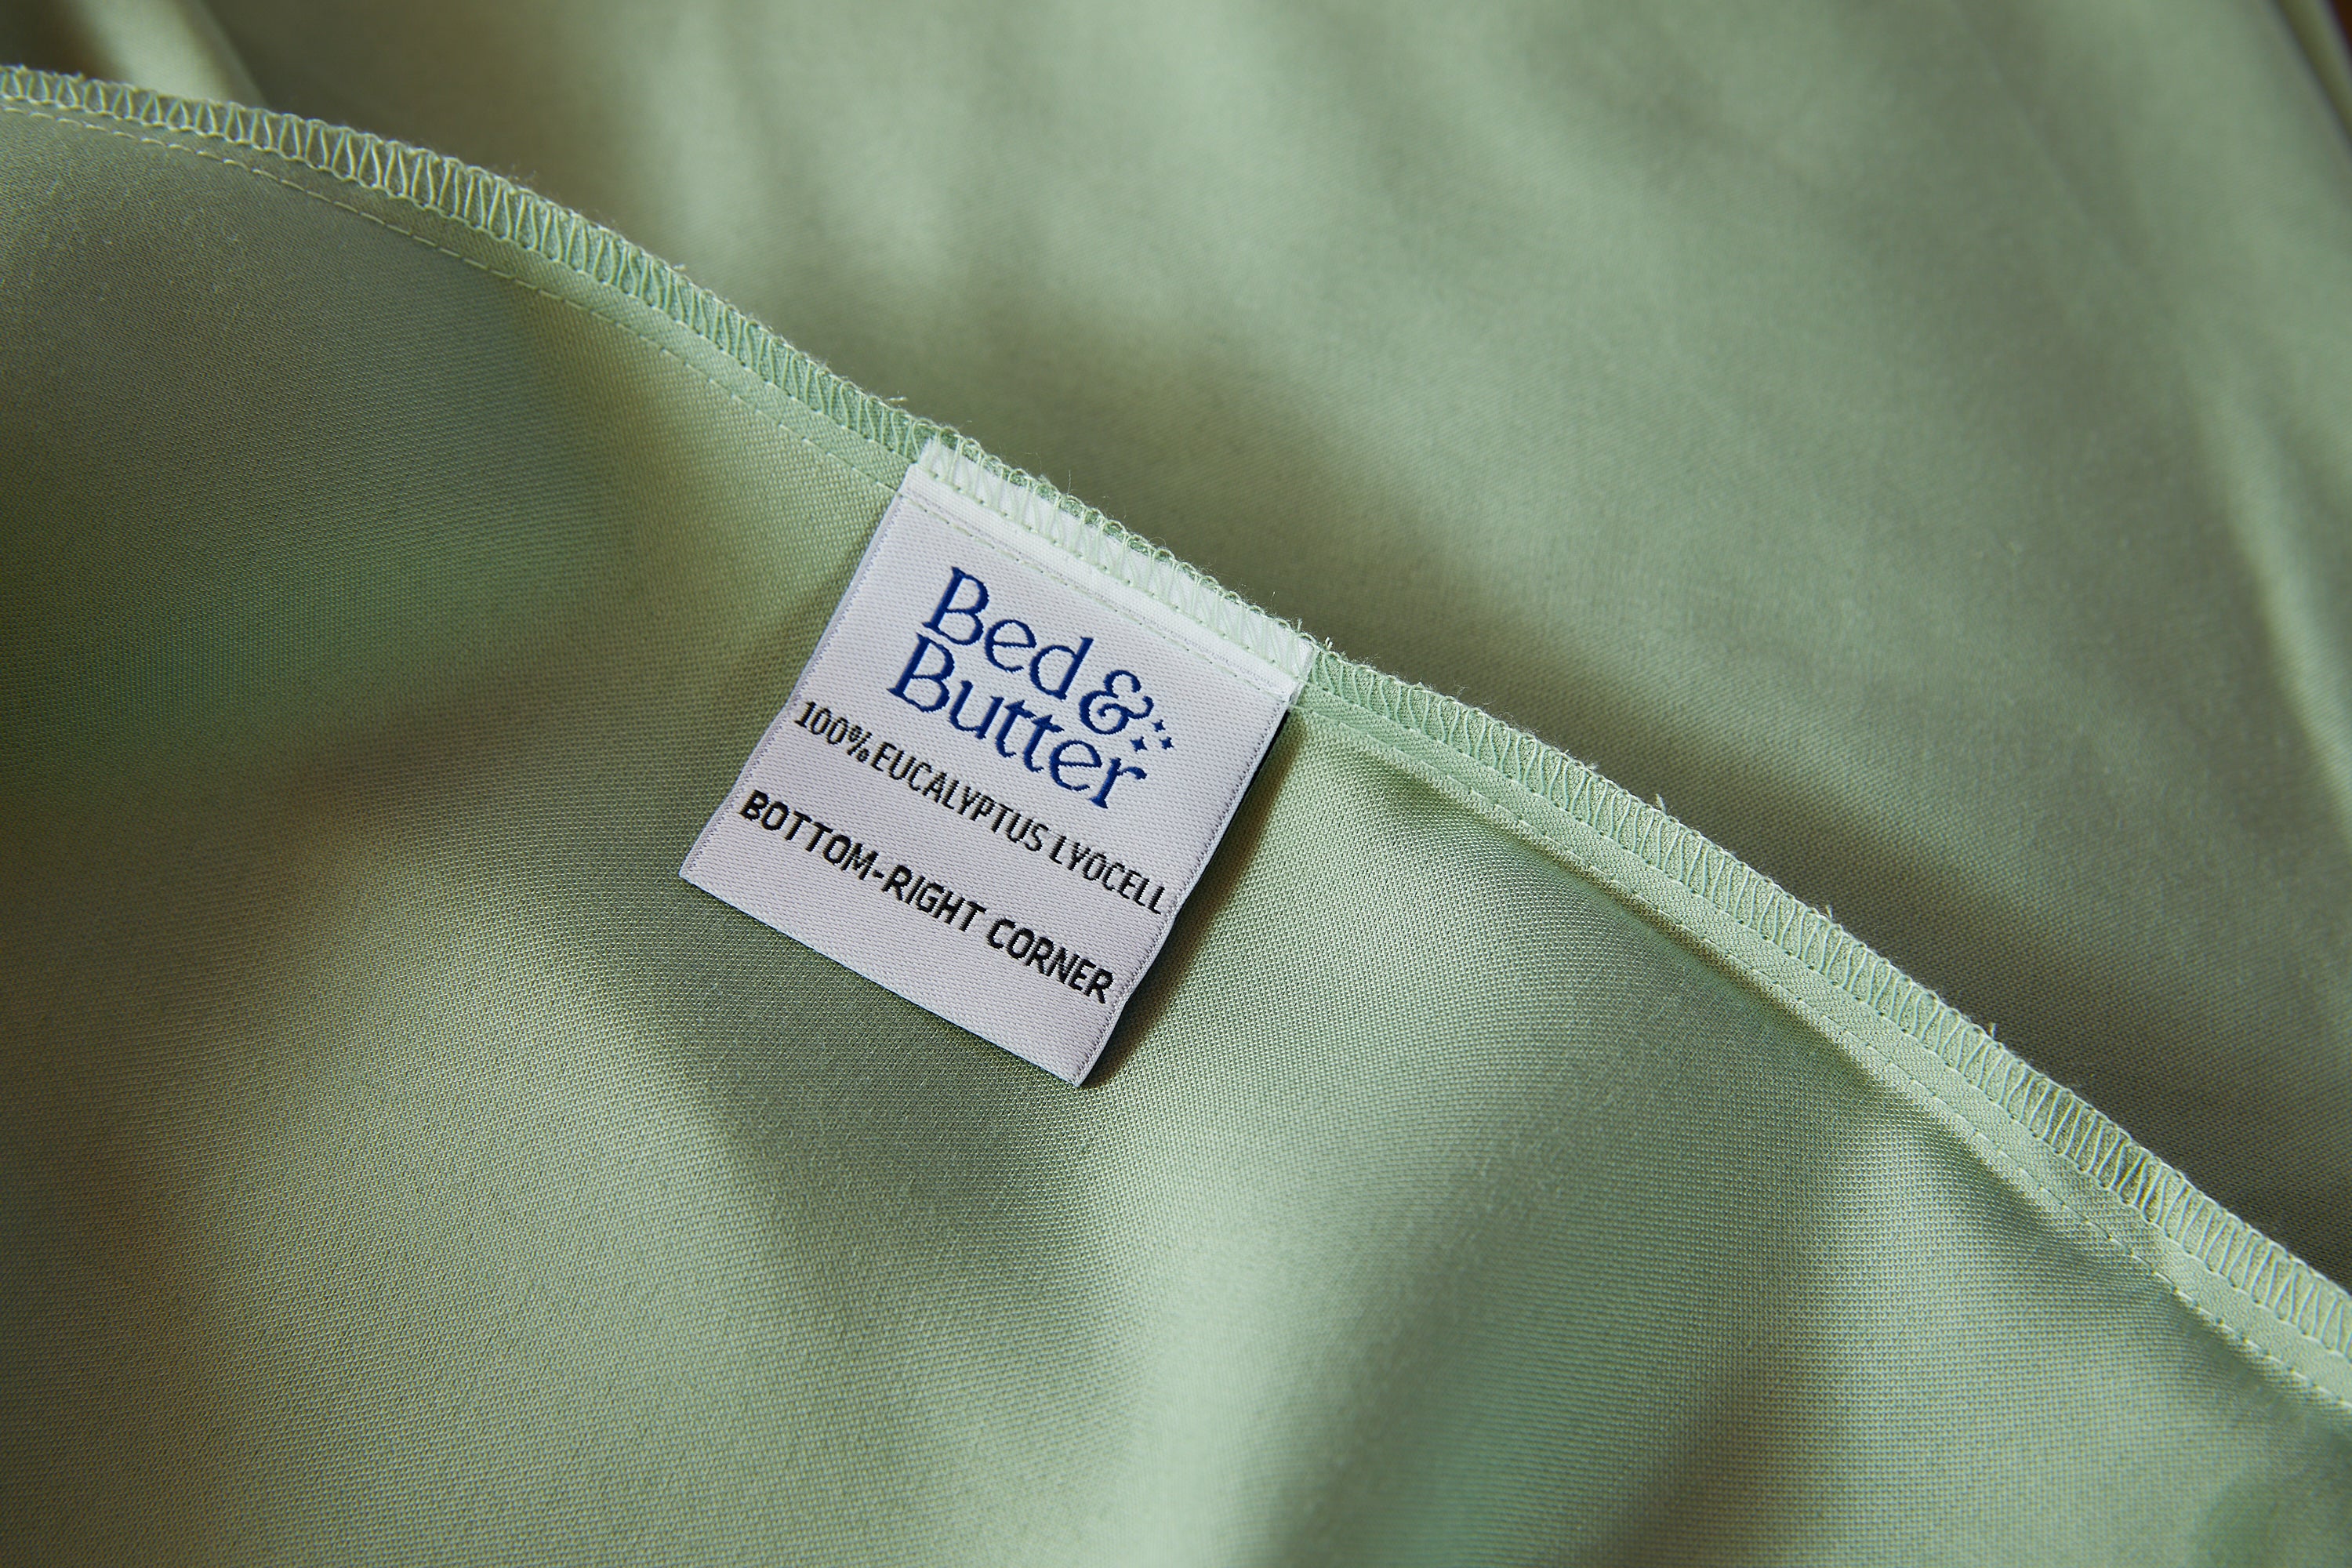 Bed &
Butter
100% EUCALYPTUS LYOCELL
BOTTOM-RIGHT CORNER